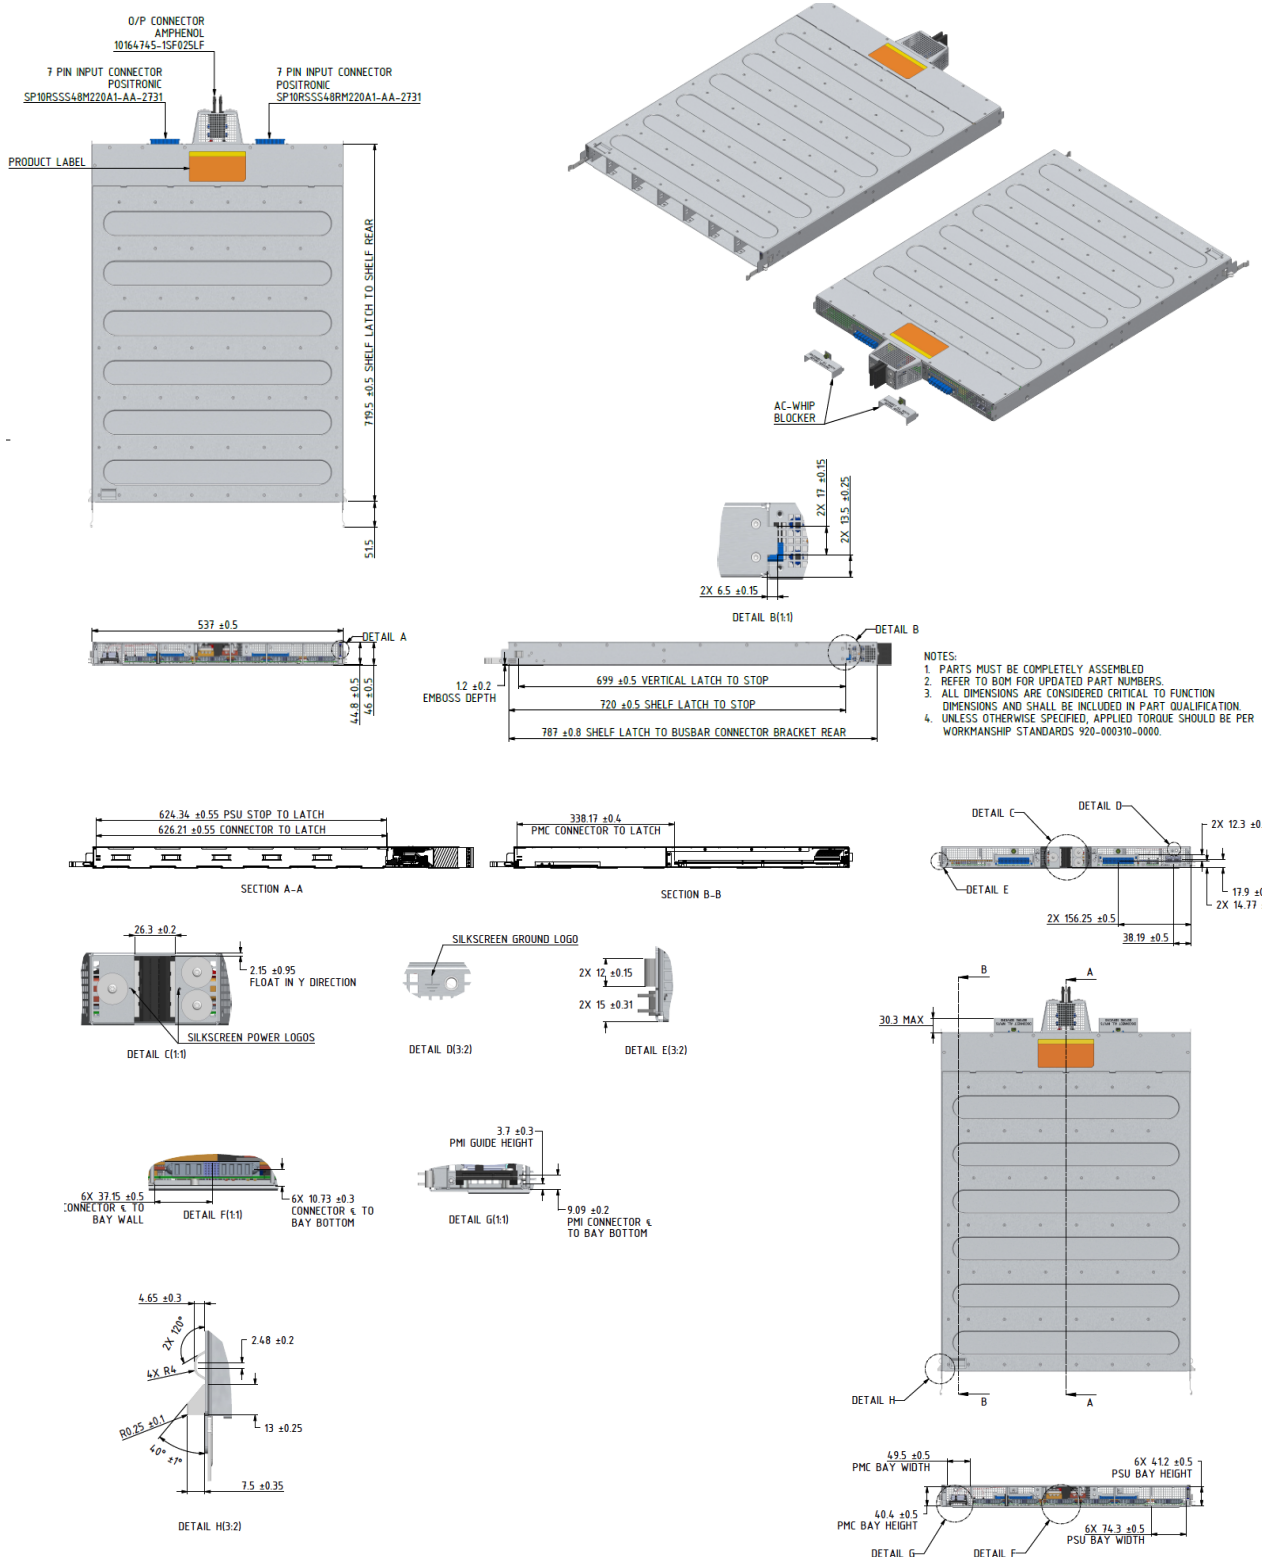 O/P CONNECTOR
AMPHENOL
10164745-1SF025LF
7 PIN INPUT CONNECTOR
POSITRONIC
SP10RSSS48M220A1-AA-2731
7 PIN INPUT CONNECTOR
POSITRONIC
SP10RSSS48RM220A1-AA-2731
PRODUCT LABEL
719.5 ±0.5 SHELF LATCH TO SHELF REAR
51.5
AC-WHIP
BLOCKER
2X 17 ±0.15
2X 13.5 ±0.25
2X 6.5 ±0.15
DETAIL B(1:1)
537 ±0.5
DETAIL A
44.8 ±0.5
46 ±0.5
DETAIL B
1.2 ±0.2
EMBOSS DEPTH
699 ±0.5 VERTICAL LATCH TO STOP
720 ±0.5 SHELF LATCH TO STOP
787 ±0.8 SHELF LATCH TO BUSBAR CONNECTOR BRACKET REAR
NOTES:
1. PARTS MUST BE COMPLETELY ASSEMBLED
2. REFER TO BOM FOR UPDATED PART NUMBERS.
3. ALL DIMENSIONS ARE CONSIDERED CRITICAL TO FUNCTION
DIMENSIONS AND SHALL BE INCLUDED IN PART QUALIFICATION.
4. UNLESS OTHERWISE SPECIFIED, APPLIED TORQUE SHOULD BE PER
WORKMANSHIP STANDARDS 920-000310-0000.
624.34 ±0.55 PSU STOP TO LATCH
626.21 ±0.55 CONNECTOR TO LATCH
SECTION A-A
338.17 ±0.4
PMC CONNECTOR TO LATCH
SECTION B-B
DETAIL C
DETAIL D
2X 12.3 ±0.
DETAIL E
17.9 ±0
2X 14.77
2X 156.25 ±0.5
38.19 ±0.5
26.3 ±0.2
2.15 ±0.95
FLOAT IN Y DIRECTION
SILKSCREEN POWER LOGOS
DETAIL C(1:1)
SILKSCREEN GROUND LOGO
DETAIL D(3:2)
2X 12 ±0.15
2X 15 ±0.31
DETAIL E(3:2)
B
A
30.3 MAX
6X 37.15 ±0.5
CONNECTOR ℄ TO
BAY WALL
DETAIL F(1:1)
6X 10.73 ±0.3
CONNECTOR ℄ TO
BAY BOTTOM
3.7 ±0.3
PMI GUIDE HEIGHT
DETAIL G(1:1)
9.09 ±0.2
PMI CONNECTOR ℄
TO BAY BOTTOM
4.65 ±0.3
2X 120°
2.48 ±0.2
4X R4
R0.25 ±0.1
13 ±0.25
40° ±1°
7.5 ±0.35
DETAIL H(3:2)
DETAIL H
B
A
49.5 ±0.5
PMC BAY WIDTH
6X 41.2 ±0.5
PSU BAY HEIGHT
40.4 ±0.5
PMC BAY HEIGHT
6X 74.3 ±0.5
PSU BAY WIDTH
DETAIL G
DETAIL F